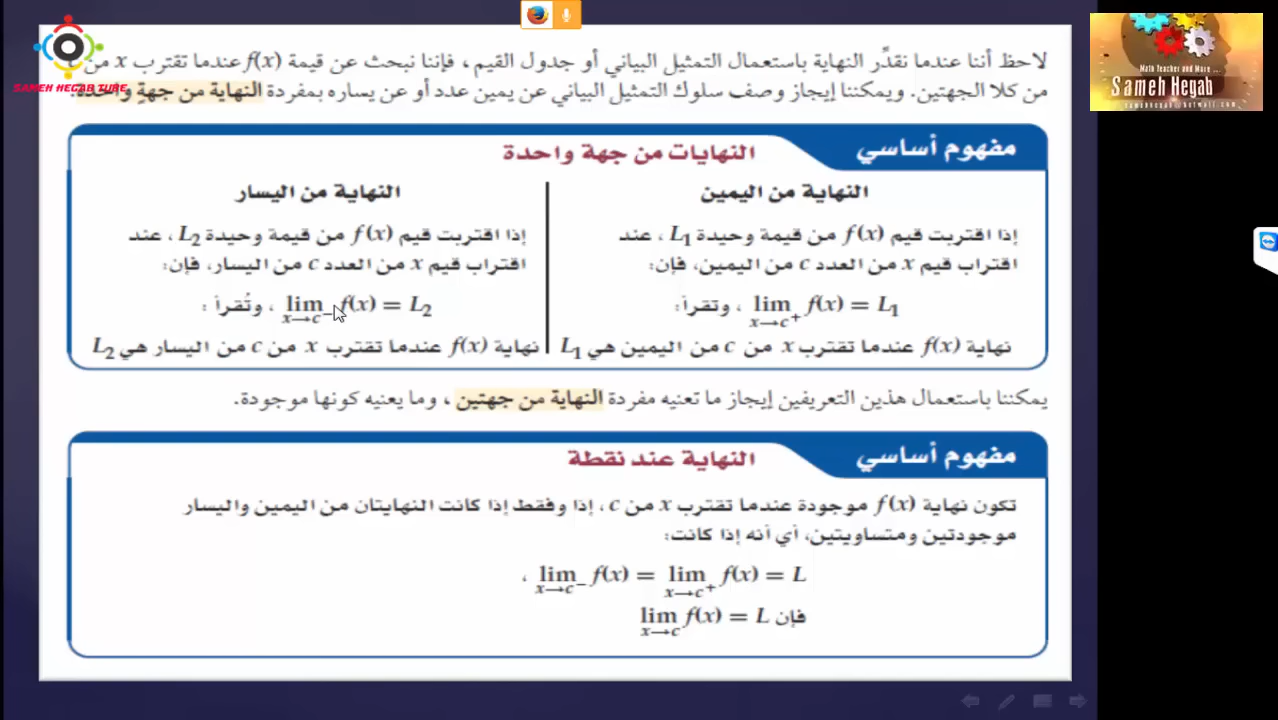 لاحظ أننا عندما نقدِّر النهاية باستعمال التمثيل البياني أو جدول القيم ، فإننا نبحث عن قيمة f(x) عندما تقترب x من
من كلا الجهتين. ويمكننا إيجاز وصف سلوك التمثيل البياني عن يمين عدد أو عن يساره بمفردة النهاية من جهةٍ واحدة.
SAMEH HEGAB TUBE
Math Teacher and More ...
Sameh Hegab
samehhegab@hotmail.com
مفهوم أساسي
النهايات من جهة واحدة
النهاية من اليمين
إذا اقتربت قيم f(x) من قيمة وحيدة L₁ ، عند
اقتراب قيم x من العدد c من اليمين، فإن:
lim x→c⁺ f(x) = L₁ ، وتقرأ:
نهاية f(x) عندما تقترب x من c من اليمين هي L₁
النهاية من اليسار
إذا اقتربت قيم f(x) من قيمة وحيدة L₂ ، عند
اقتراب قيم x من العدد c من اليسار، فإن:
lim x→c⁻ f(x) = L₂ ، وتُقرأ :
نهاية f(x) عندما تقترب x من c من اليسار هي L₂
يمكننا باستعمال هذين التعريفين إيجاز ما تعنيه مفردة النهاية من جهتين ، وما يعنيه كونها موجودة.
مفهوم أساسي
النهاية عند نقطة
تكون نهاية f(x) موجودة عندما تقترب x من c ، إذا وفقط إذا كانت النهايتان من اليمين واليسار
موجودتين ومتساويتين، أي أنه إذا كانت:
lim x→c⁻ f(x) = lim x→c⁺ f(x) = L ،
فإن lim x→c f(x) = L